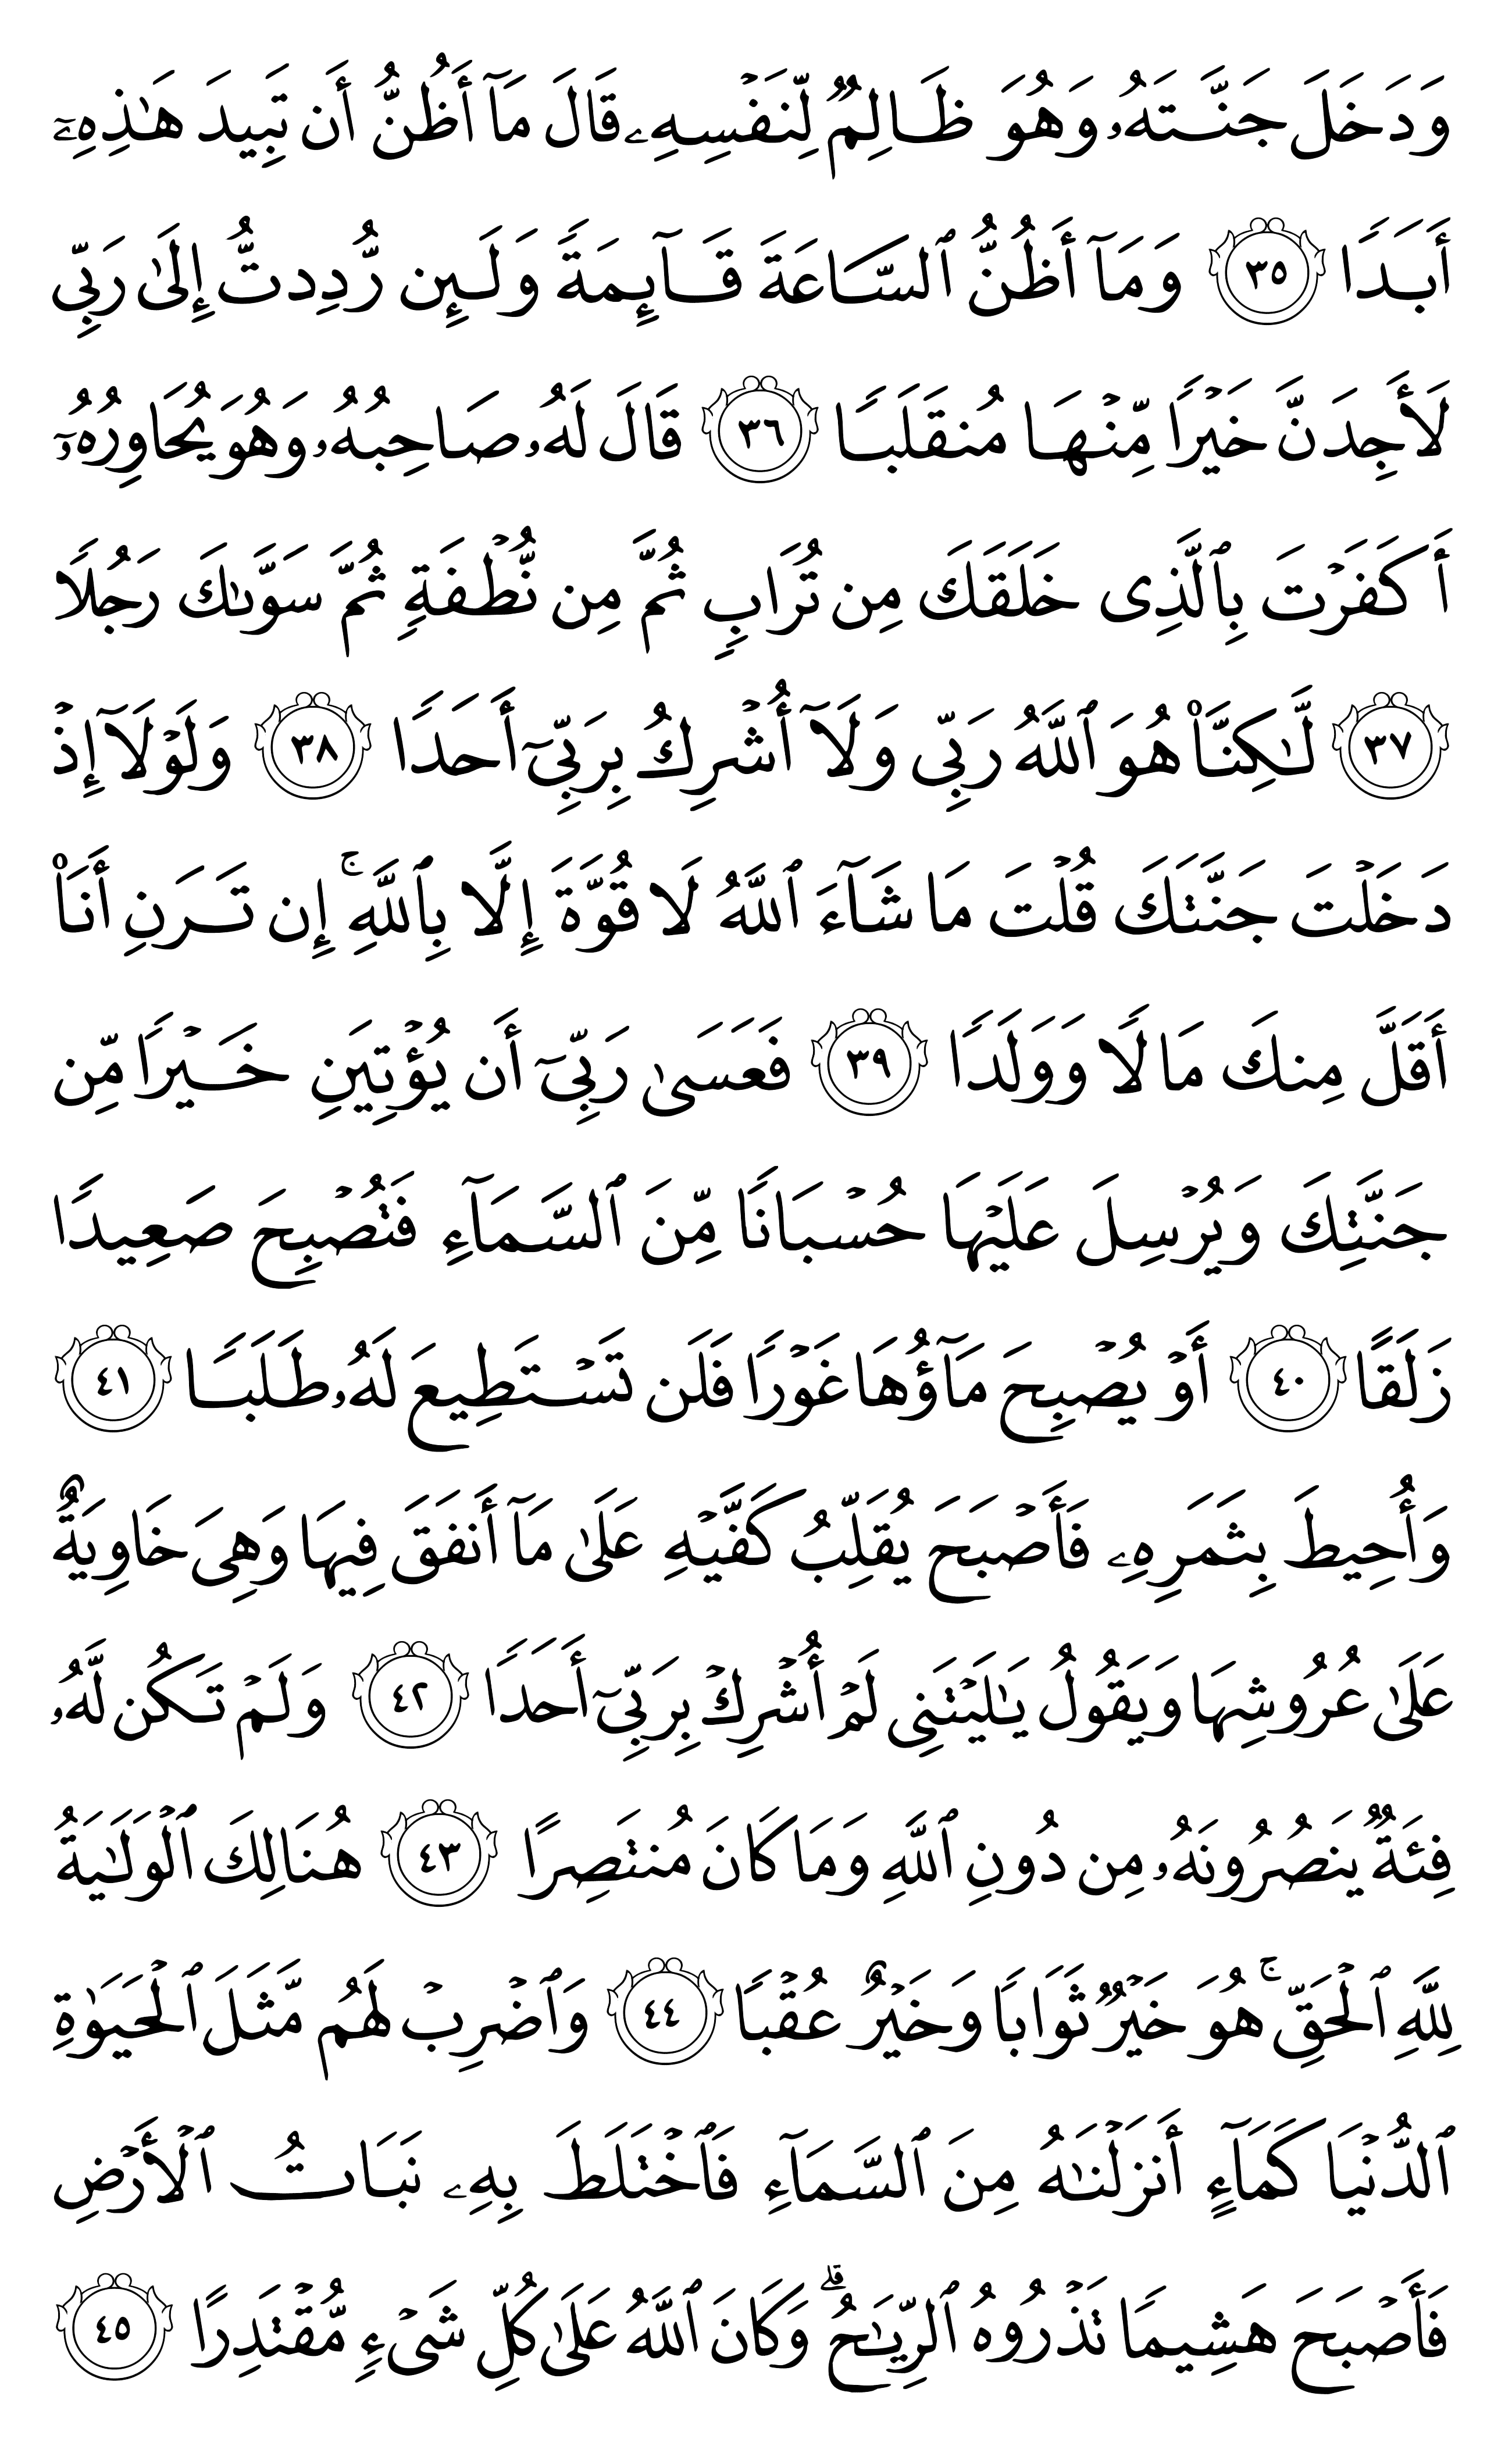 وَدَخَلَ جَنَّتَهُۥ وَهُوَ ظَالِمٌ لِّنَفْسِهِۦ قَالَ مَآ أَظُنُّ أَن تَبِيدَ هَٰذِهِۦٓ
أَبَدًا ٣٥ وَمَآ أَظُنُّ ٱلسَّاعَةَ قَآئِمَةً وَلَئِن رُّدِدتُّ إِلَىٰ رَبِّى
لَأَجِدَنَّ خَيْرًا مِّنْهَا مُنقَلَبًا ٣٦ قَالَ لَهُۥ صَاحِبُهُۥ وَهُوَ يُحَاوِرُهُۥٓ
أَكَفَرْتَ بِٱلَّذِى خَلَقَكَ مِن تُرَابٍ ثُمَّ مِن نُّطْفَةٍ ثُمَّ سَوَّىٰكَ رَجُلًا
٣٧ لَّٰكِنَّا۠ هُوَ ٱللَّهُ رَبِّى وَلَآ أُشْرِكُ بِرَبِّىٓ أَحَدًا ٣٨ وَلَوْلَآ إِذْ
دَخَلْتَ جَنَّتَكَ قُلْتَ مَا شَآءَ ٱللَّهُ لَا قُوَّةَ إِلَّا بِٱللَّهِ ۚ إِن تَرَنِ أَنَا۠
أَقَلَّ مِنكَ مَالًا وَوَلَدًا ٣٩ فَعَسَىٰ رَبِّىٓ أَن يُؤْتِيَنِ خَيْرًا مِّن
جَنَّتِكَ وَيُرْسِلَ عَلَيْهَا حُسْبَانًا مِّنَ ٱلسَّمَآءِ فَتُصْبِحَ صَعِيدًا
زَلَقًا ٤٠ أَوْ يُصْبِحَ مَآؤُهَا غَوْرًا فَلَن تَسْتَطِيعَ لَهُۥ طَلَبًا ٤١
وَأُحِيطَ بِثَمَرِهِۦ فَأَصْبَحَ يُقَلِّبُ كَفَّيْهِ عَلَىٰ مَآ أَنفَقَ فِيهَا وَهِىَ خَاوِيَةٌ
عَلَىٰ عُرُوشِهَا وَيَقُولُ يَٰلَيْتَنِى لَمْ أُشْرِكْ بِرَبِّىٓ أَحَدًا ٤٢ وَلَمْ تَكُن لَّهُۥ
فِئَةٌ يَنصُرُونَهُۥ مِن دُونِ ٱللَّهِ وَمَا كَانَ مُنتَصِرًا ٤٣ هُنَالِكَ ٱلْوَلَٰيَةُ
لِلَّهِ ٱلْحَقِّ ۚ هُوَ خَيْرٌ ثَوَابًا وَخَيْرٌ عُقْبًا ٤٤ وَٱضْرِبْ لَهُم مَّثَلَ ٱلْحَيَوٰةِ
ٱلدُّنْيَا كَمَآءٍ أَنزَلْنَٰهُ مِنَ ٱلسَّمَآءِ فَٱخْتَلَطَ بِهِۦ نَبَاتُ ٱلْأَرْضِ
فَأَصْبَحَ هَشِيمًا تَذْرُوهُ ٱلرِّيَٰحُ ۗ وَكَانَ ٱللَّهُ عَلَىٰ كُلِّ شَىْءٍ مُّقْتَدِرًا ٤٥